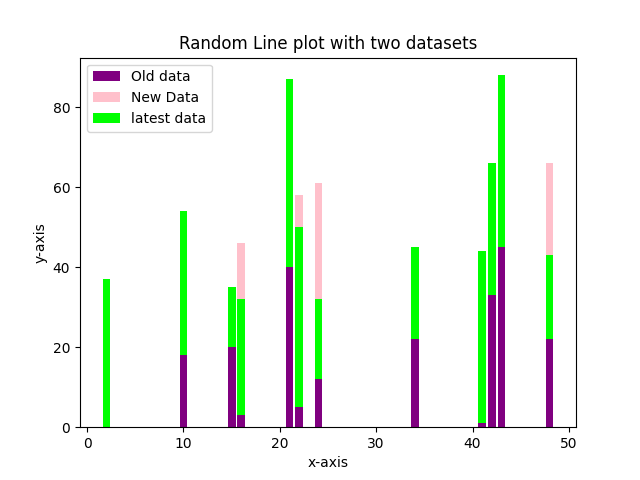 Random Line plot with two datasets
Old data
New Data
latest data
80
60
40
20
0
y-axis
0 10 20 30 40 50
x-axis